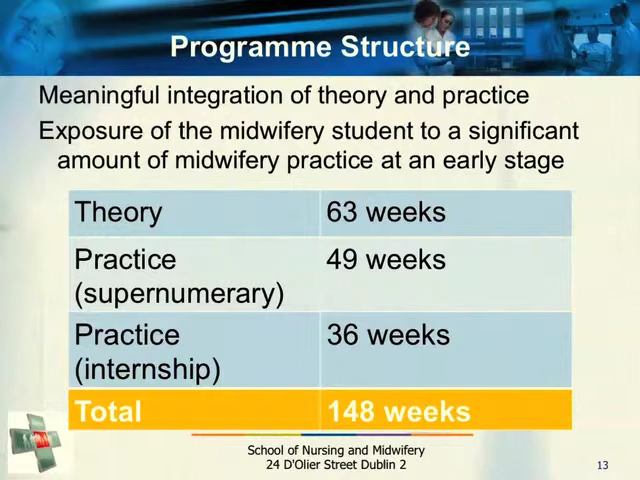 Programme Structure
Meaningful integration of theory and practice
Exposure of the midwifery student to a significant
amount of midwifery practice at an early stage
Theory 63 weeks
Practice 49 weeks
(supernumerary)
Practice 36 weeks
(internship)
Total 148 weeks
School of Nursing and Midwifery
24 D'Olier Street Dublin 2
13